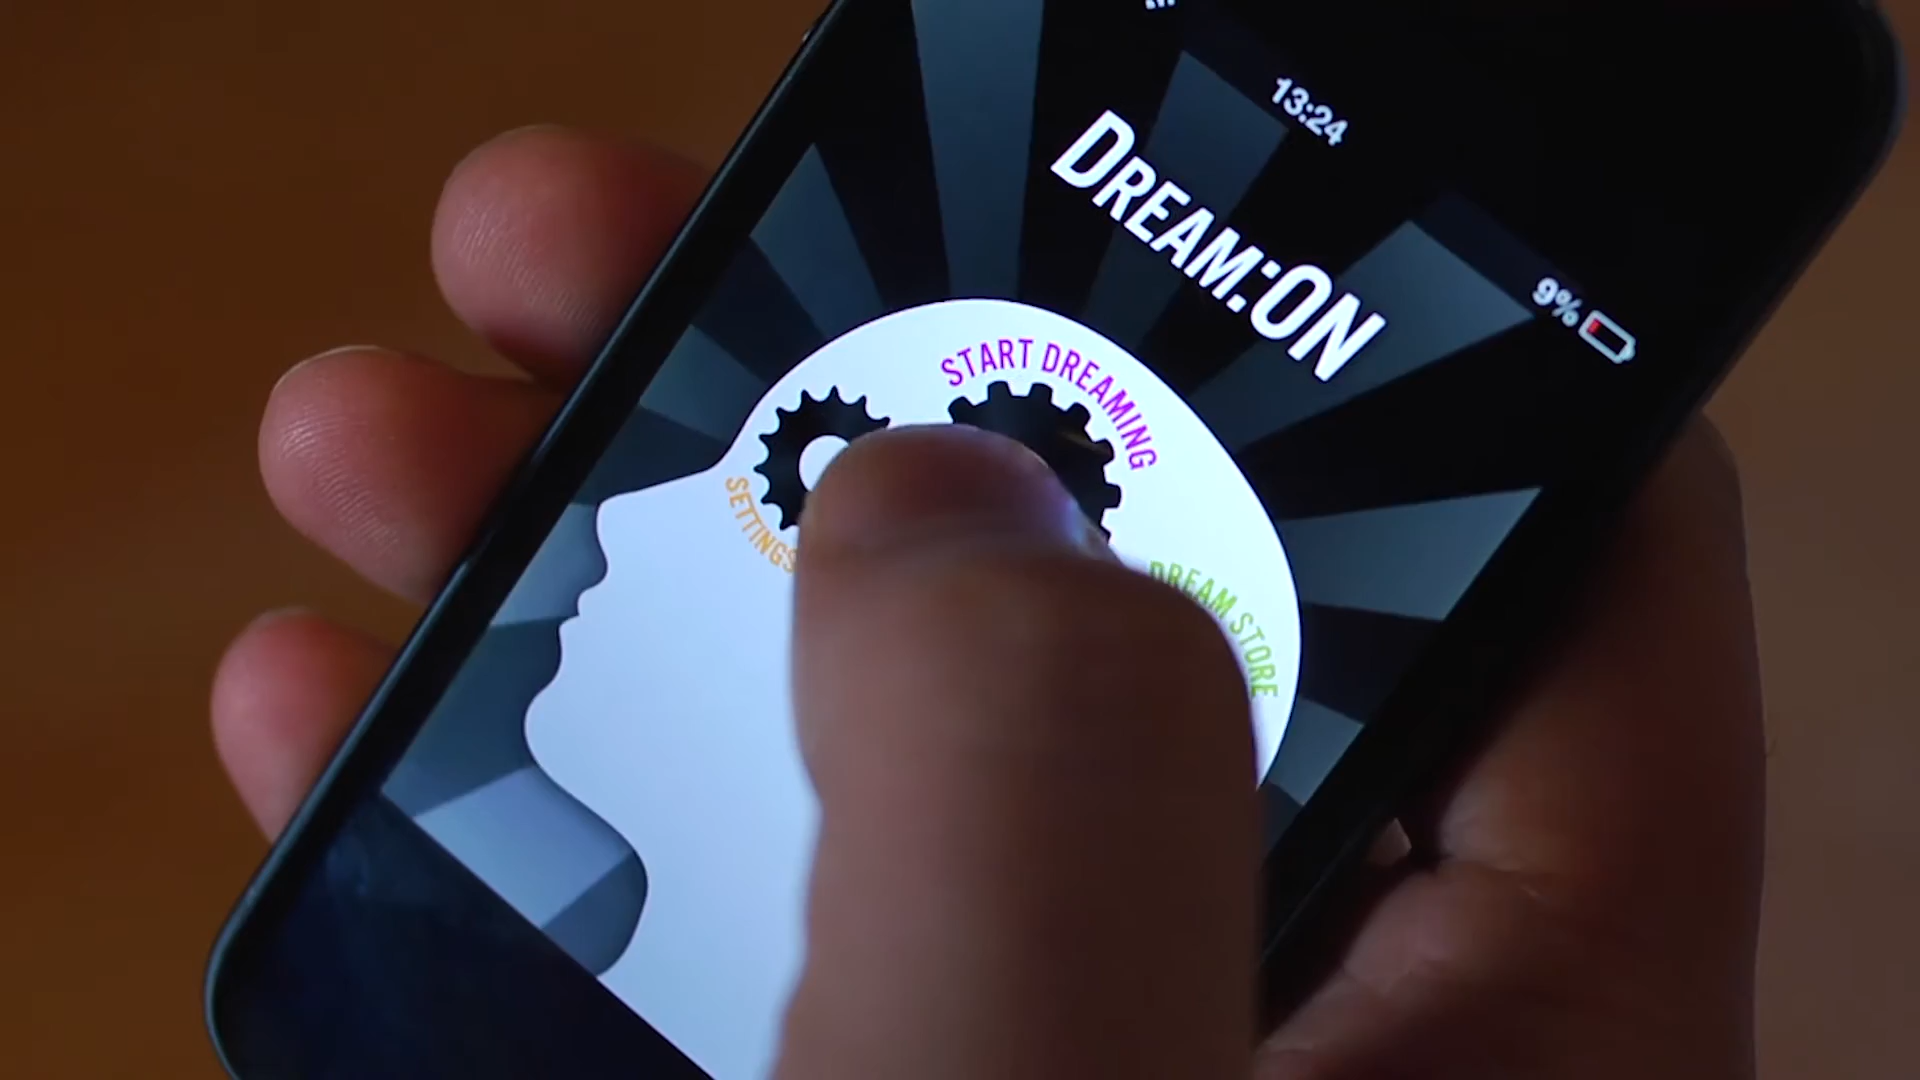 13:24
9%
DREAM:ON
START DREAMING
SETTINGS
DREAM STORE